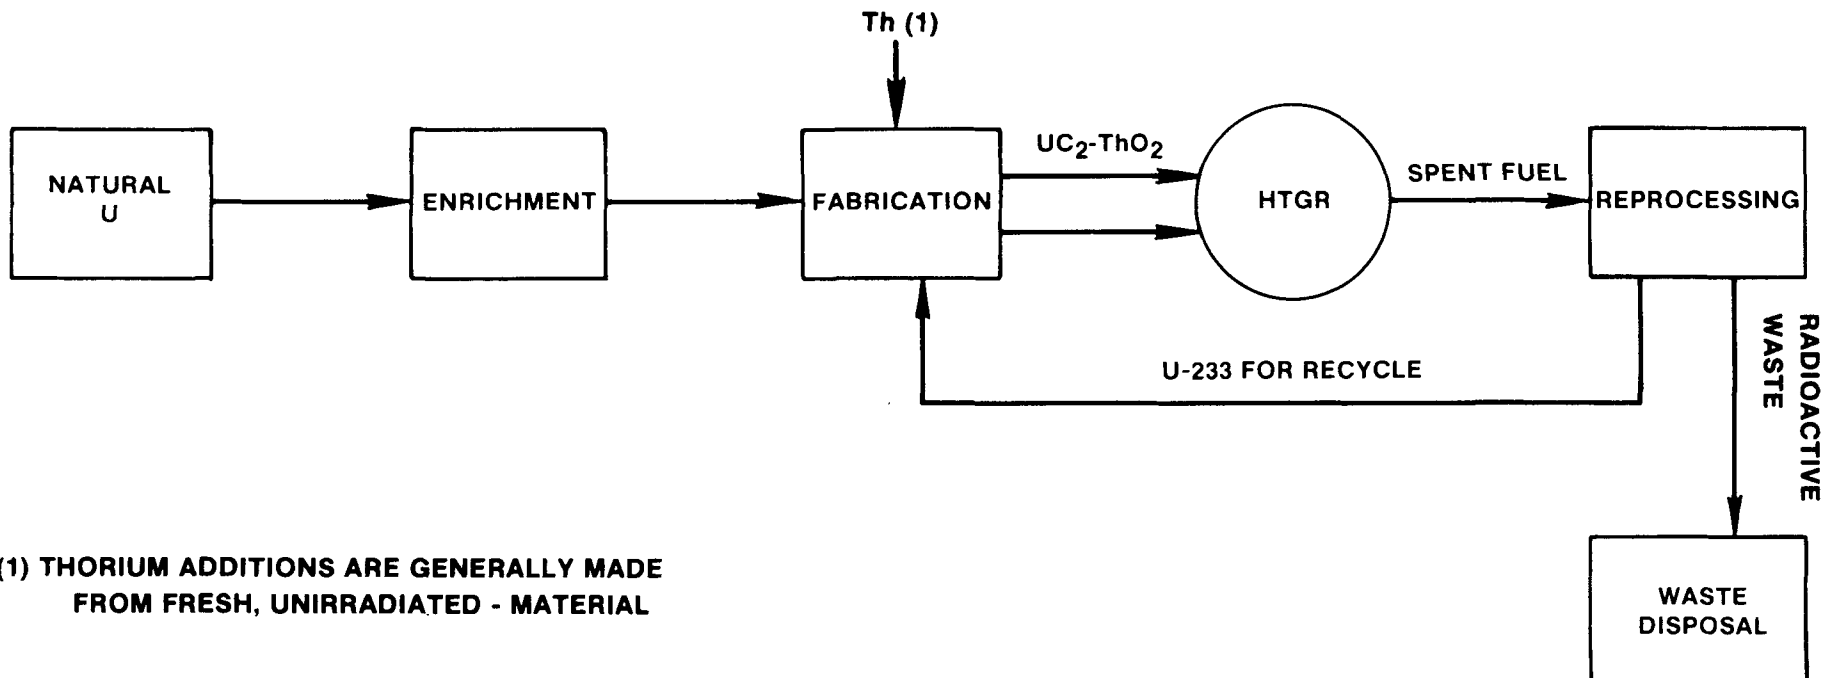 Th (1)
NATURAL
U
ENRICHMENT
FABRICATION
UC₂-ThO₂
HTGR
SPENT FUEL
REPROCESSING
U-233 FOR RECYCLE
RADIOACTIVE
WASTE
WASTE
DISPOSAL
(1) THORIUM ADDITIONS ARE GENERALLY MADE
FROM FRESH, UNIRRADIATED - MATERIAL